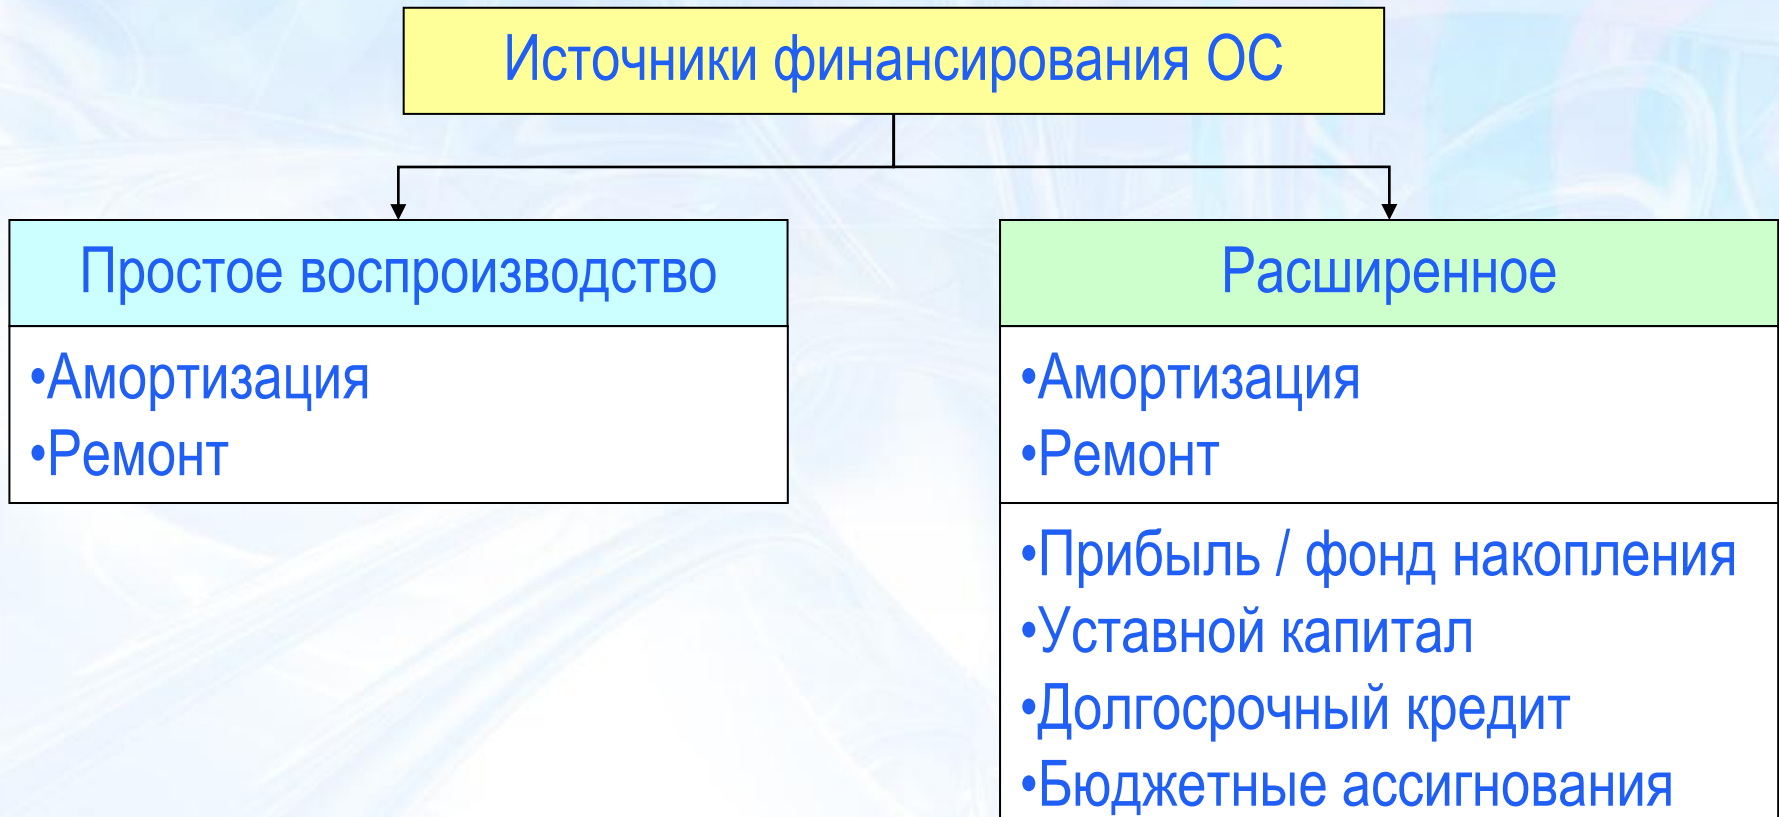 Источники финансирования ОС
Простое воспроизводство
•Амортизация
•Ремонт
Расширенное
•Амортизация
•Ремонт
•Прибыль / фонд накопления
•Уставной капитал
•Долгосрочный кредит
•Бюджетные ассигнования